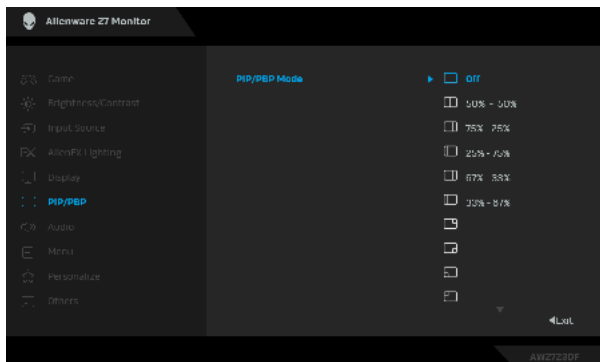 Alienware 27 Monitor
Game
PIP/PBP Mode
Off
Brightness/Contrast
50% - 50%
Input Source
75% 25%
AlienFX Lighting
25% - 75%
Display
67% 33%
PIP/PBP
33% - 67%
Audio
Menu
Personalize
Others
Exit
AW2723DF